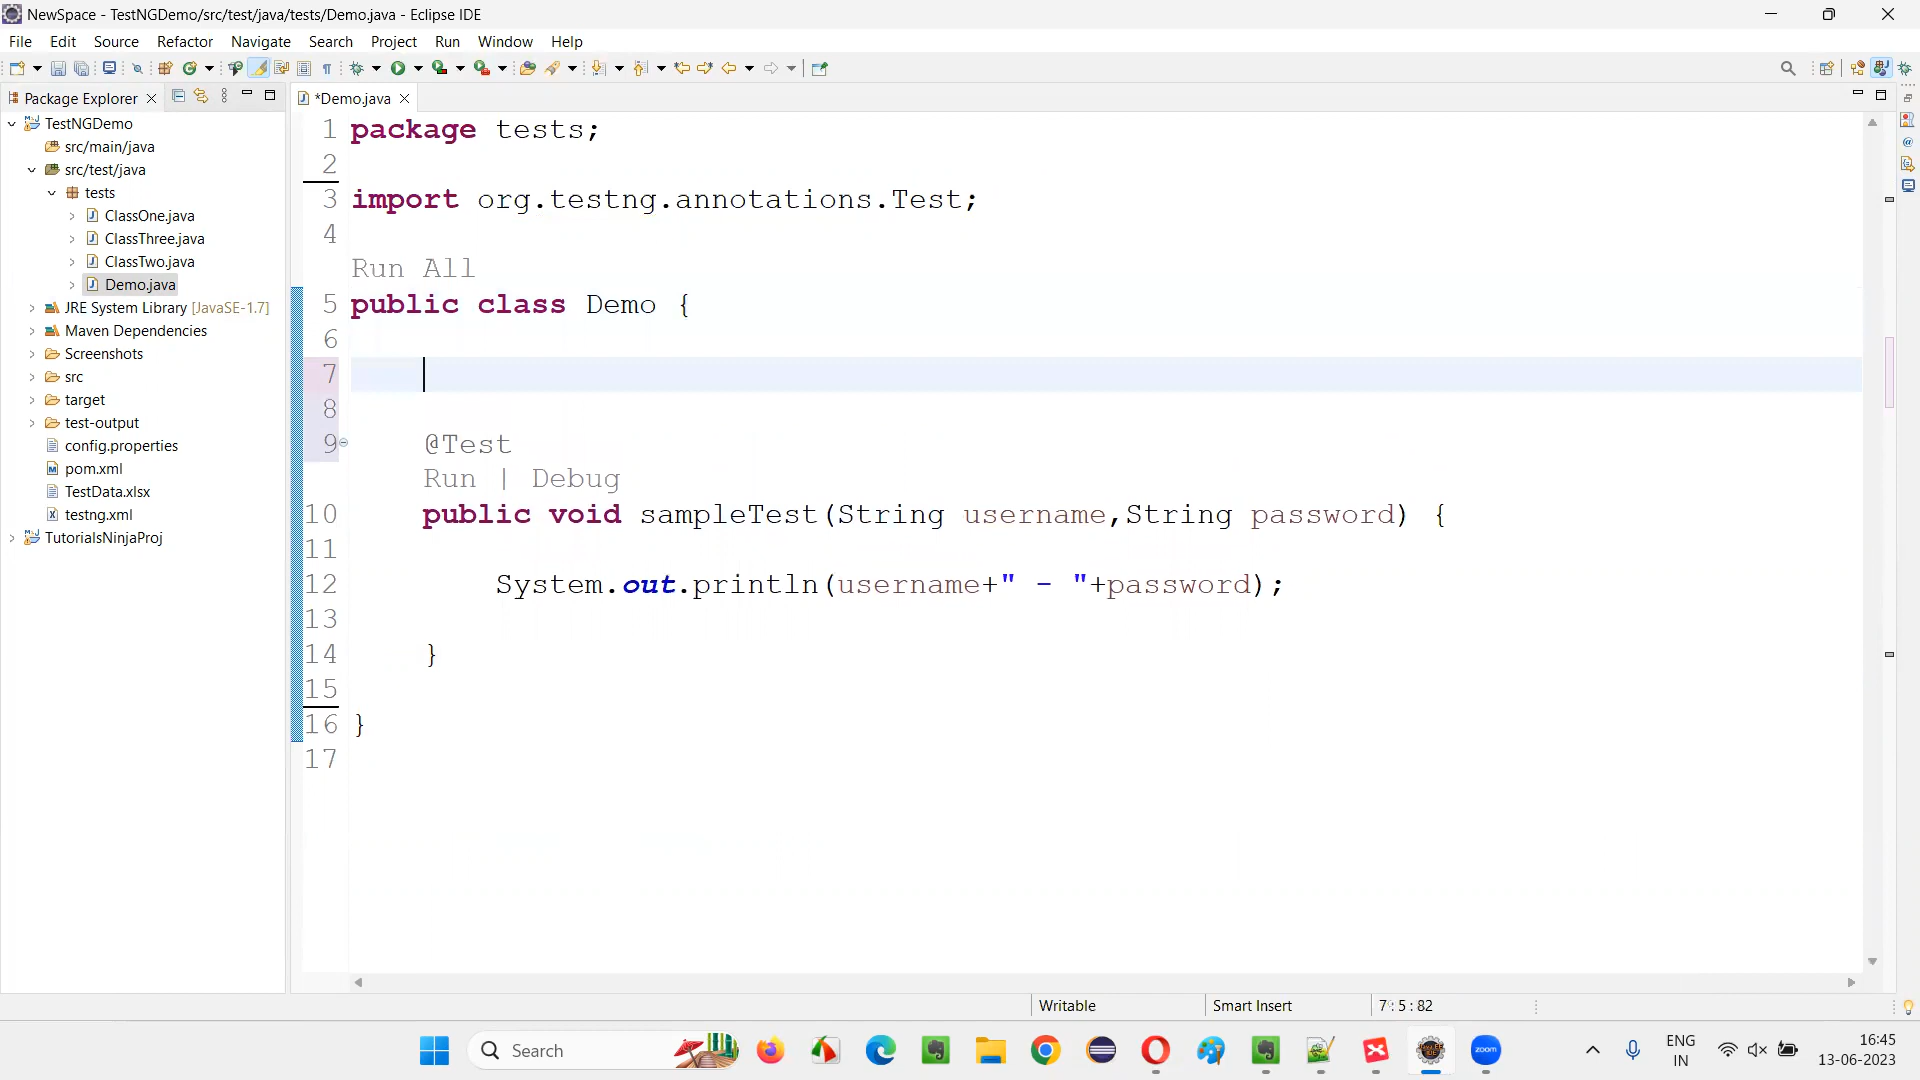 NewSpace - TestNGDemo/src/test/java/tests/Demo.java - Eclipse IDE
File Edit Source Refactor Navigate Search Project Run Window Help
Package Explorer
*Demo.java
TestNGDemo
src/main/java
src/test/java
tests
ClassOne.java
ClassThree.java
ClassTwo.java
Demo.java
JRE System Library [JavaSE-1.7]
Maven Dependencies
Screenshots
src
target
test-output
config.properties
pom.xml
TestData.xlsx
testng.xml
TutorialsNinjaProj
1 package tests;
2
3 import org.testng.annotations.Test;
4
Run All
5 public class Demo {
6
7
8
9 @Test
Run | Debug
10 public void sampleTest(String username,String password) {
11
12 System.out.println(username+" - "+password);
13
14 }
15
16 }
17
Writable Smart Insert 7 : 5 : 82
Search
zoom
ENG
IN
16:45
13-06-2023